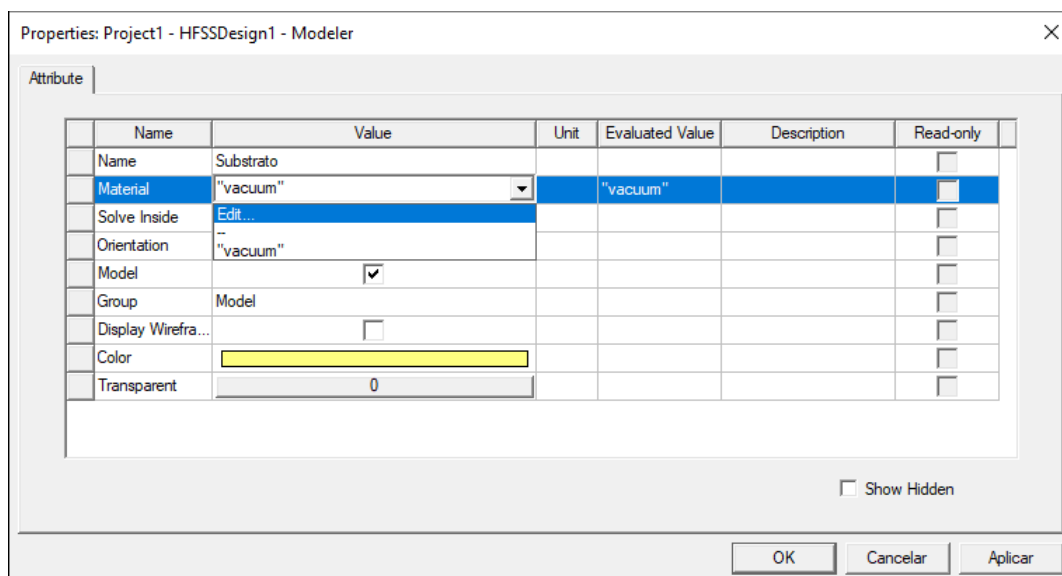 Properties: Project1 - HFSSDesign1 - Modeler
Attribute
Name Value Unit Evaluated Value Description Read-only
Name Substrato
Material "vacuum" "vacuum"
Solve Inside Edit...
--
Orientation "vacuum"
Model
Group Model
Display Wirefra...
Color
Transparent 0
Show Hidden
OK Cancelar Aplicar